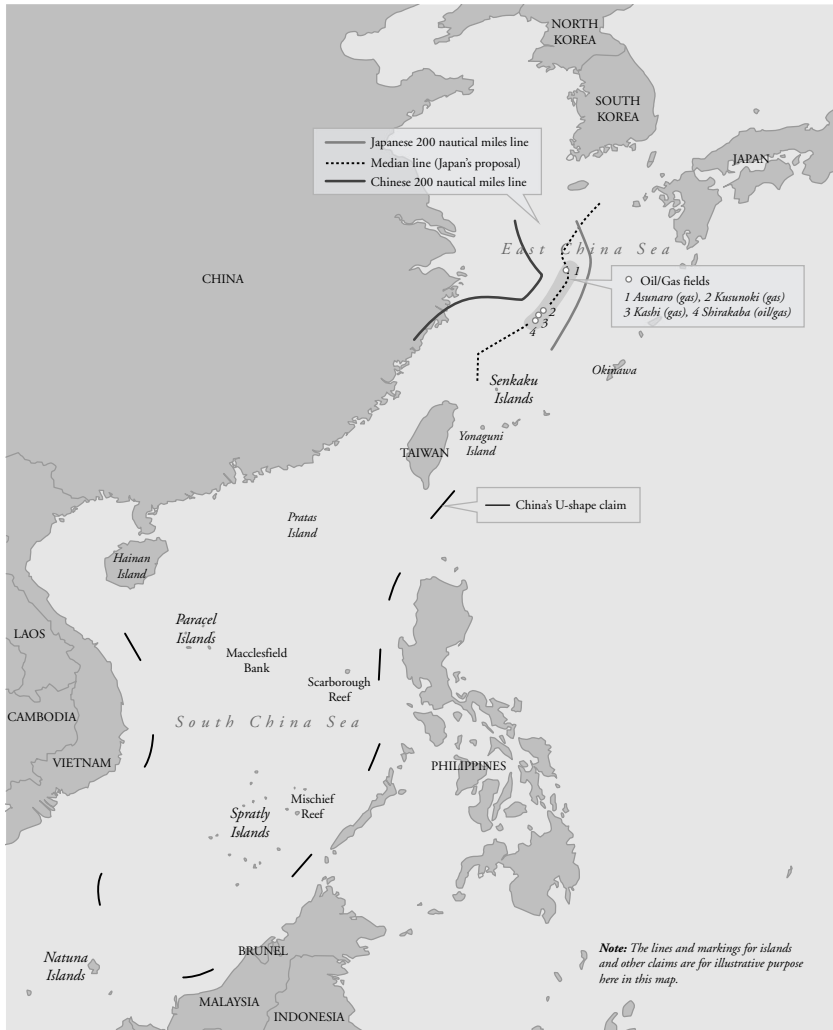 NORTH
KOREA
SOUTH
KOREA
Japanese 200 nautical miles line
Median line (Japan's proposal)
Chinese 200 nautical miles line
JAPAN
East China Sea
CHINA
1
Oil/Gas fields
1 Asunaro (gas), 2 Kusunoki (gas)
3 Kashi (gas), 4 Shirakaba (oil/gas)
2
3
4
Okinawa
Senkaku
Islands
Yonaguni
Island
TAIWAN
China's U-shape claim
Pratas
Island
Hainan
Island
Paracel
Islands
LAOS
Macclesfield
Bank
Scarborough
Reef
CAMBODIA
South China Sea
VIETNAM
PHILIPPINES
Mischief
Reef
Spratly
Islands
BRUNEL
Natuna
Islands
Note: The lines and markings for islands
and other claims are for illustrative purpose
here in this map.
MALAYSIA
INDONESIA